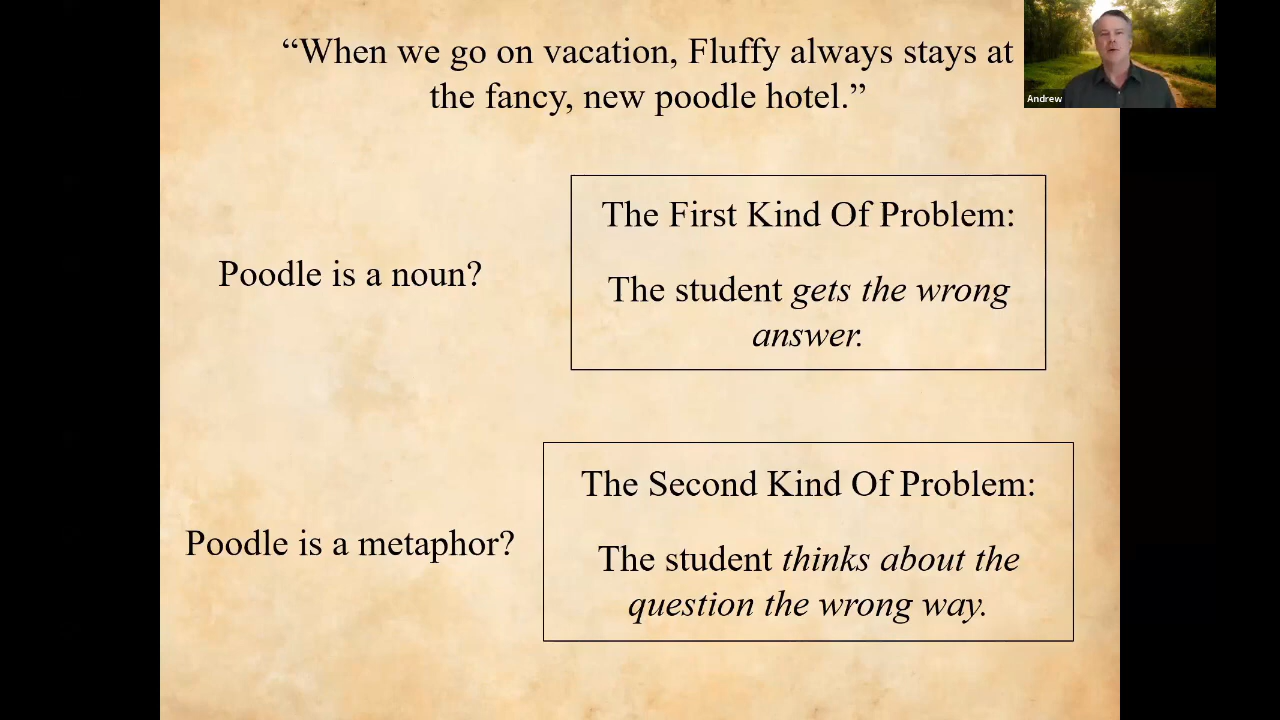 “When we go on vacation, Fluffy always stays at
the fancy, new poodle hotel.”
Andrew
Poodle is a noun?
The First Kind Of Problem:
The student gets the wrong
answer.
Poodle is a metaphor?
The Second Kind Of Problem:
The student thinks about the
question the wrong way.